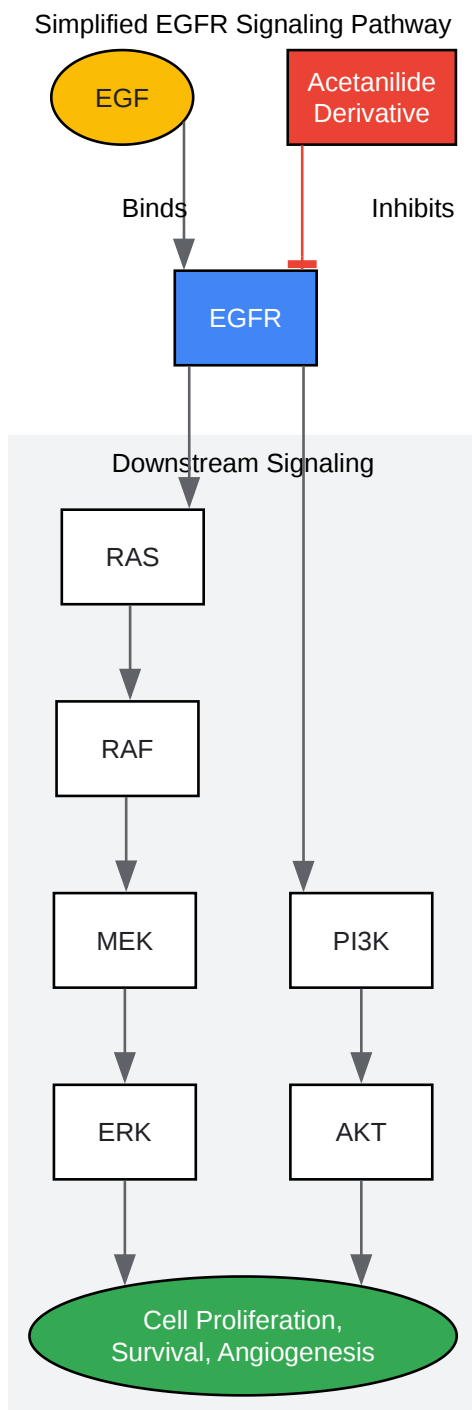 Simplified EGFR Signaling Pathway
EGF
Acetanilide
Derivative
Binds
Inhibits
EGFR
Downstream Signaling
RAS
RAF
MEK
PI3K
ERK
AKT
Cell Proliferation,
Survival, Angiogenesis